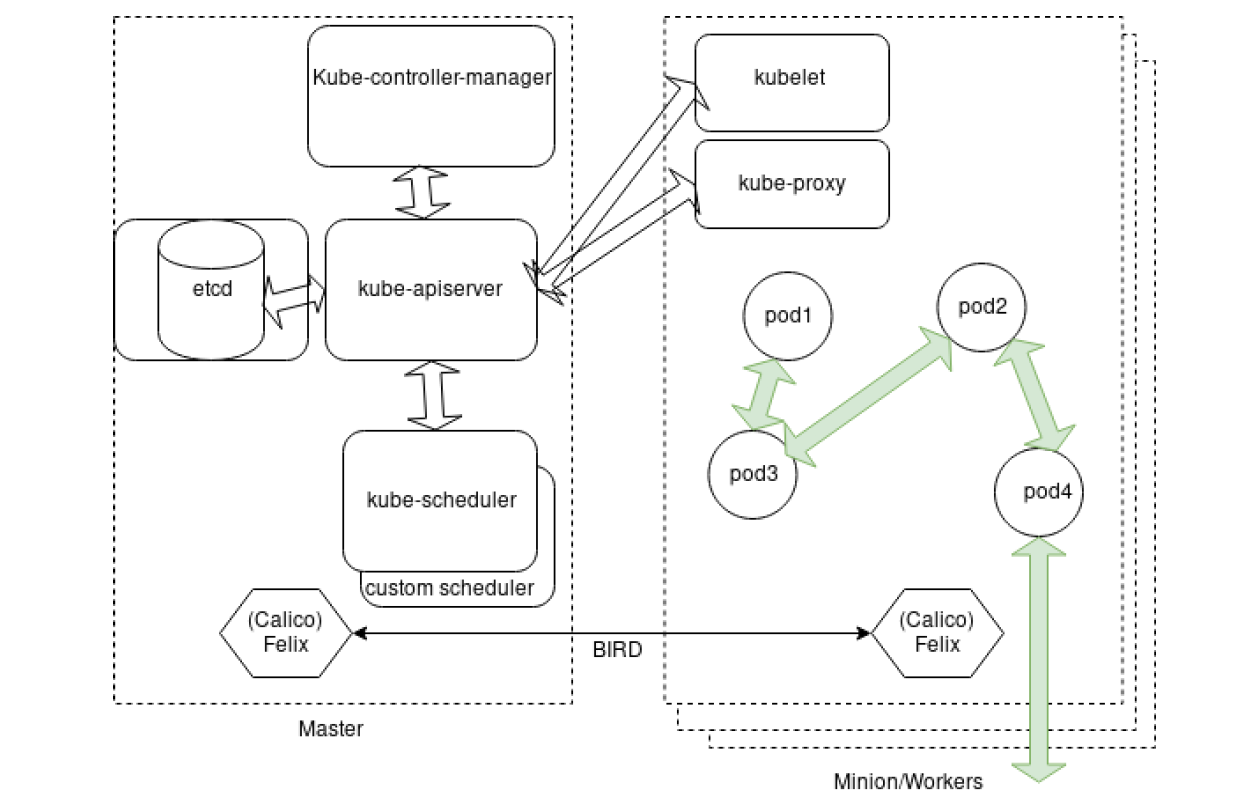 Kube-controller-manager
etcd
kube-apiserver
kube-scheduler
custom scheduler
(Calico)
Felix
BIRD
Master
kubelet
kube-proxy
pod1
pod2
pod3
pod4
(Calico)
Felix
Minion/Workers